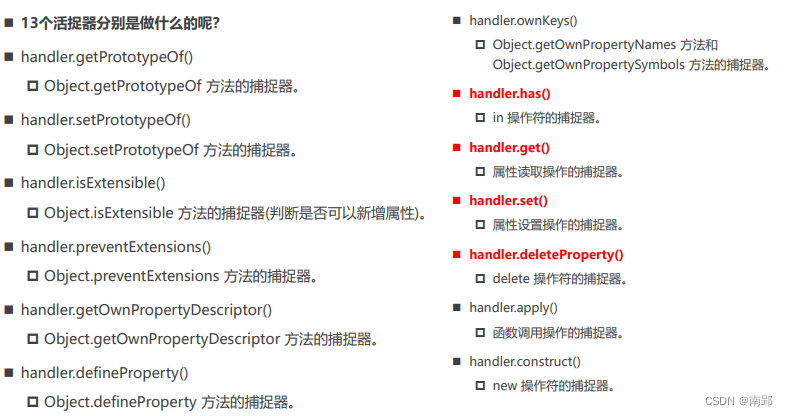 13个活捉器分别是做什么的呢？
handler.getPrototypeOf()
Object.getPrototypeOf 方法的捕捉器。
handler.setPrototypeOf()
Object.setPrototypeOf 方法的捕捉器。
handler.isExtensible()
Object.isExtensible 方法的捕捉器(判断是否可以新增属性)。
handler.preventExtensions()
Object.preventExtensions 方法的捕捉器。
handler.getOwnPropertyDescriptor()
Object.getOwnPropertyDescriptor 方法的捕捉器。
handler.defineProperty()
Object.defineProperty 方法的捕捉器。
handler.ownKeys()
Object.getOwnPropertyNames 方法和
Object.getOwnPropertySymbols 方法的捕捉器。
handler.has()
in 操作符的捕捉器。
handler.get()
属性读取操作的捕捉器。
handler.set()
属性设置操作的捕捉器。
handler.deleteProperty()
delete 操作符的捕捉器。
handler.apply()
函数调用操作的捕捉器。
handler.construct()
new 操作符的捕捉器。
CSDN @南郢